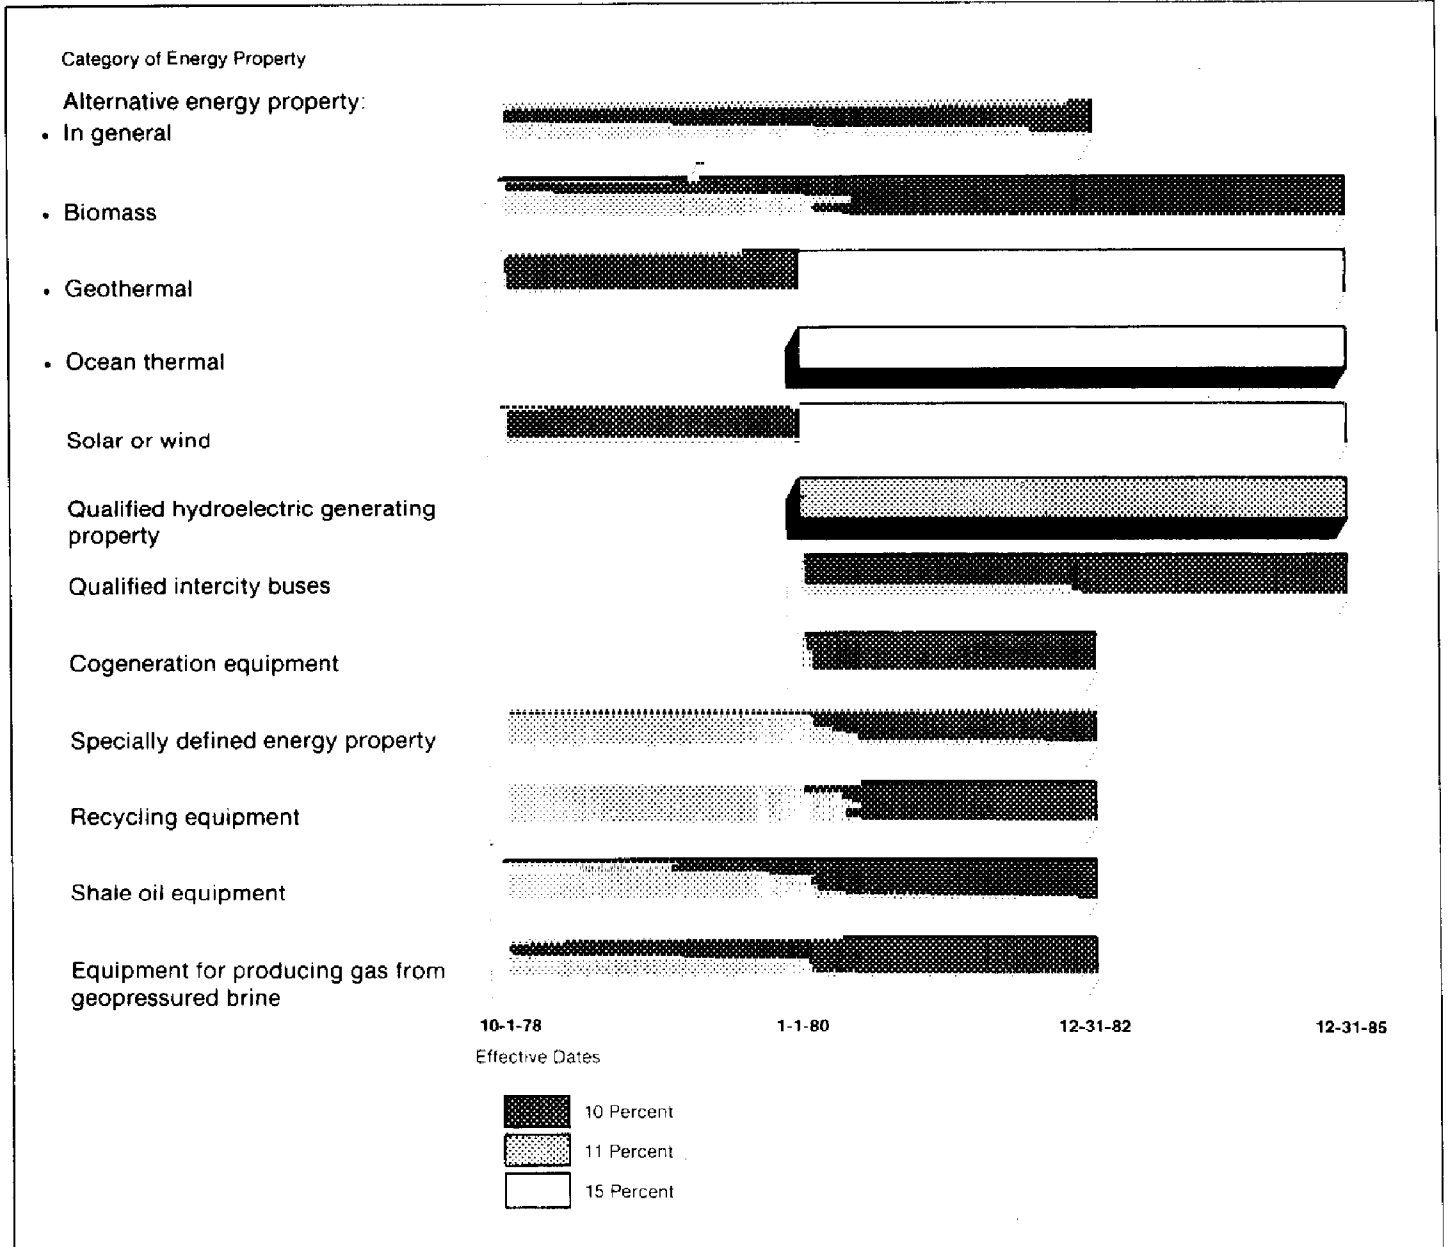 Category of Energy Property
Alternative energy property:
• In general
• Biomass
• Geothermal
• Ocean thermal
Solar or wind
Qualified hydroelectric generating
property
Qualified intercity buses
Cogeneration equipment
Specially defined energy property
Recycling equipment
Shale oil equipment
Equipment for producing gas from
geopressured brine
10-1-78 1-1-80 12-31-82 12-31-85
Effective Dates
10 Percent
11 Percent
15 Percent